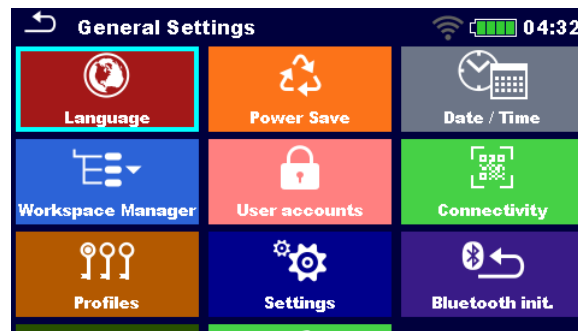 General Settings
04:32
Language
Power Save
Date / Time
Workspace Manager
User accounts
Connectivity
Profiles
Settings
Bluetooth init.